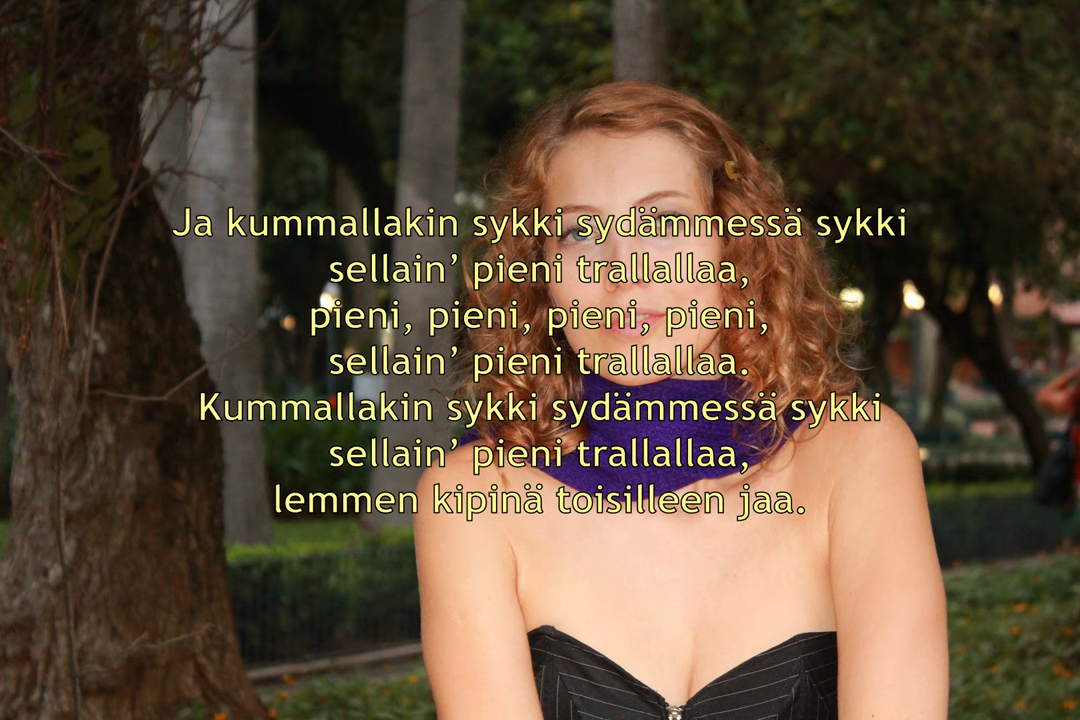 Ja kummallakin sykki sydämmessä sykki
sellain’ pieni trallallaa,
pieni, pieni, pieni, pieni,
sellain’ pieni trallallaa.
Kummallakin sykki sydämmessä sykki
sellain’ pieni trallallaa,
lemmen kipinä toisilleen jaa.